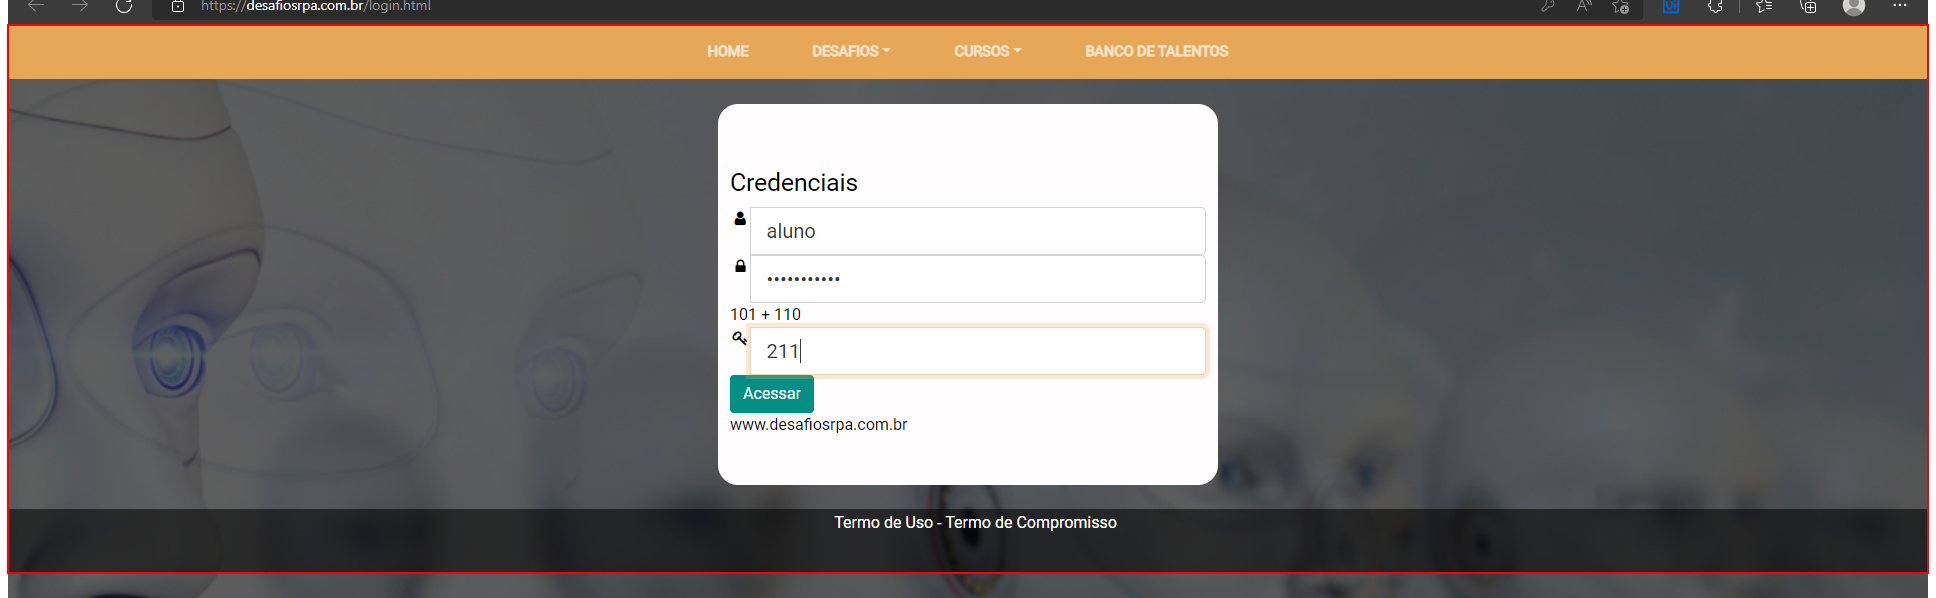 https://desafiosrpa.com.br/login.html
HOME DESAFIOS CURSOS BANCO DE TALENTOS
Credenciais
aluno
•••••••••••
101 + 110
211
Acessar
www.desafiosrpa.com.br
Termo de Uso - Termo de Compromisso